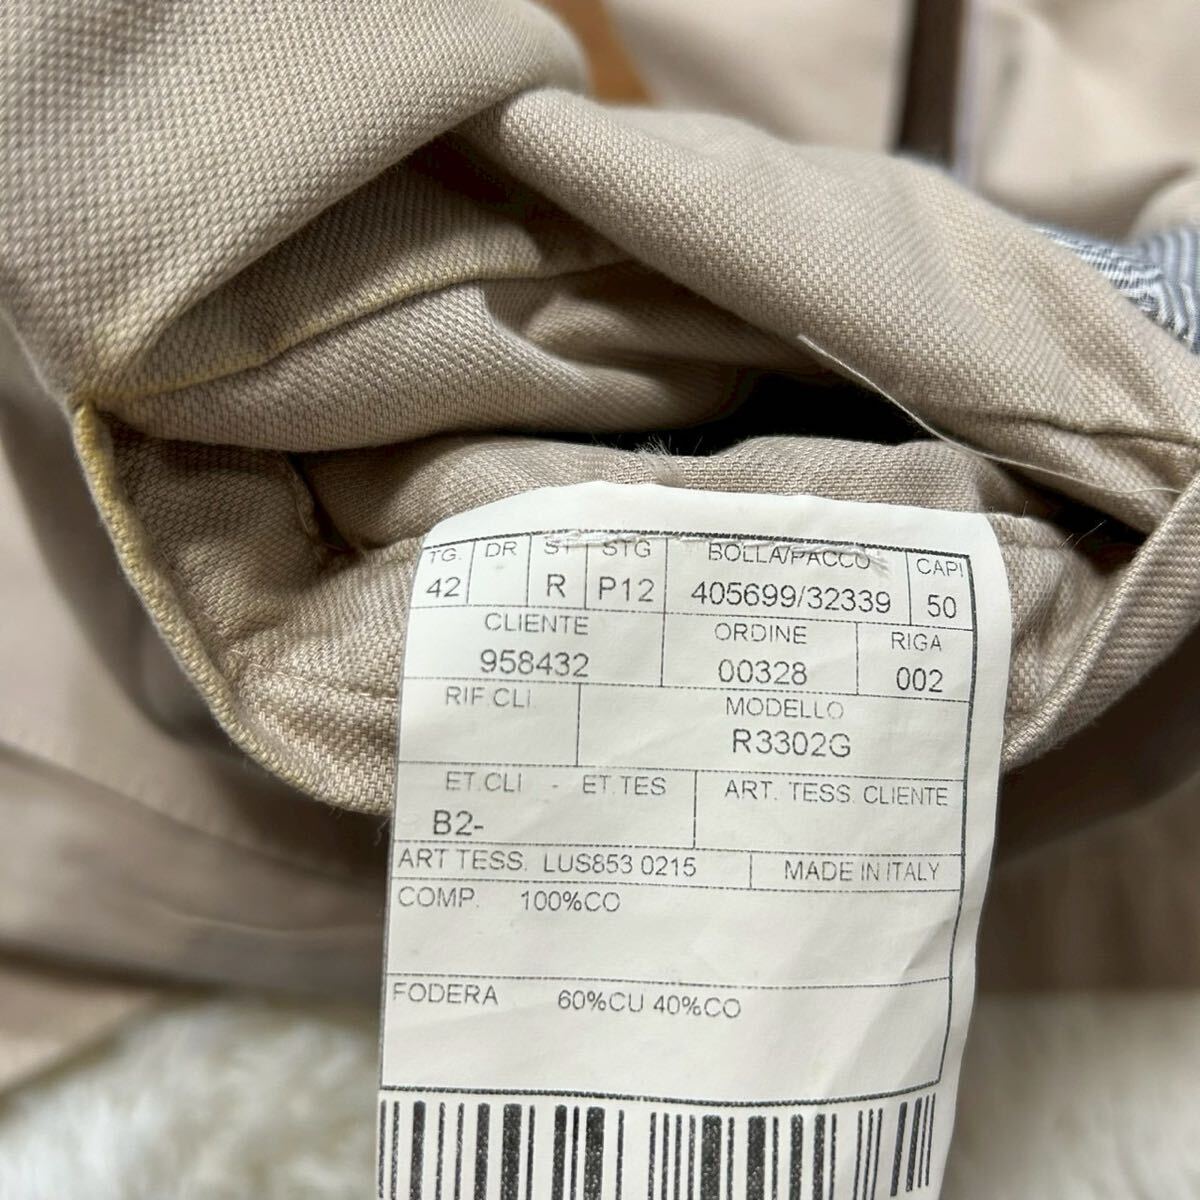 TG. DR ST STG BOLLA/PACCO CAPI
42 R P12 405699/32339 50
CLIENTE ORDINE RIGA
958432 00328 002
RIF.CLI. MODELLO
R3302G
ET.CLI - ET.TES ART. TESS. CLIENTE
B2-
ART TESS. LUS853 0215 MADE IN ITALY
COMP. 100%CO
FODERA 60%CU 40%CO